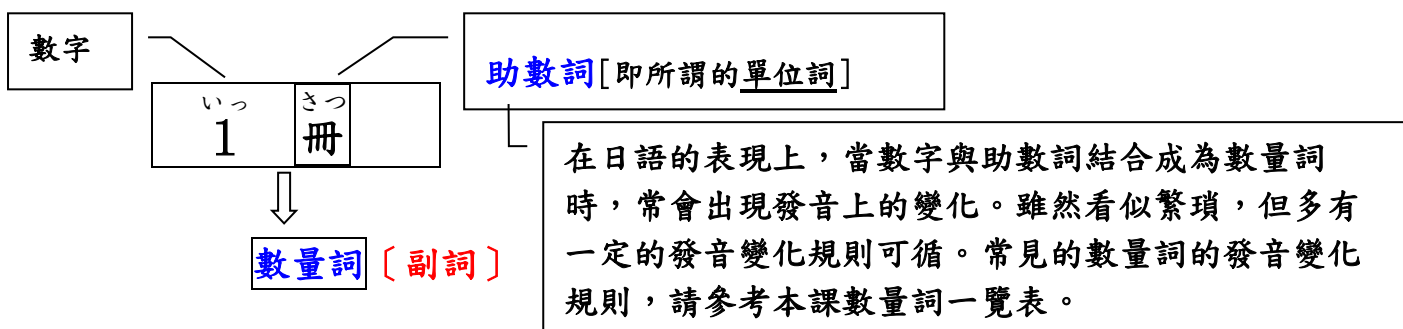 數字
助數詞[即所謂的單位詞]
いっ さつ
1 冊
在日語的表現上，當數字與助數詞結合成為數量詞
時，常會出現發音上的變化。雖然看似繁瑣，但多有
一定的發音變化規則可循。常見的數量詞的發音變化
規則，請參考本課數量詞一覽表。
數量詞〔副詞〕